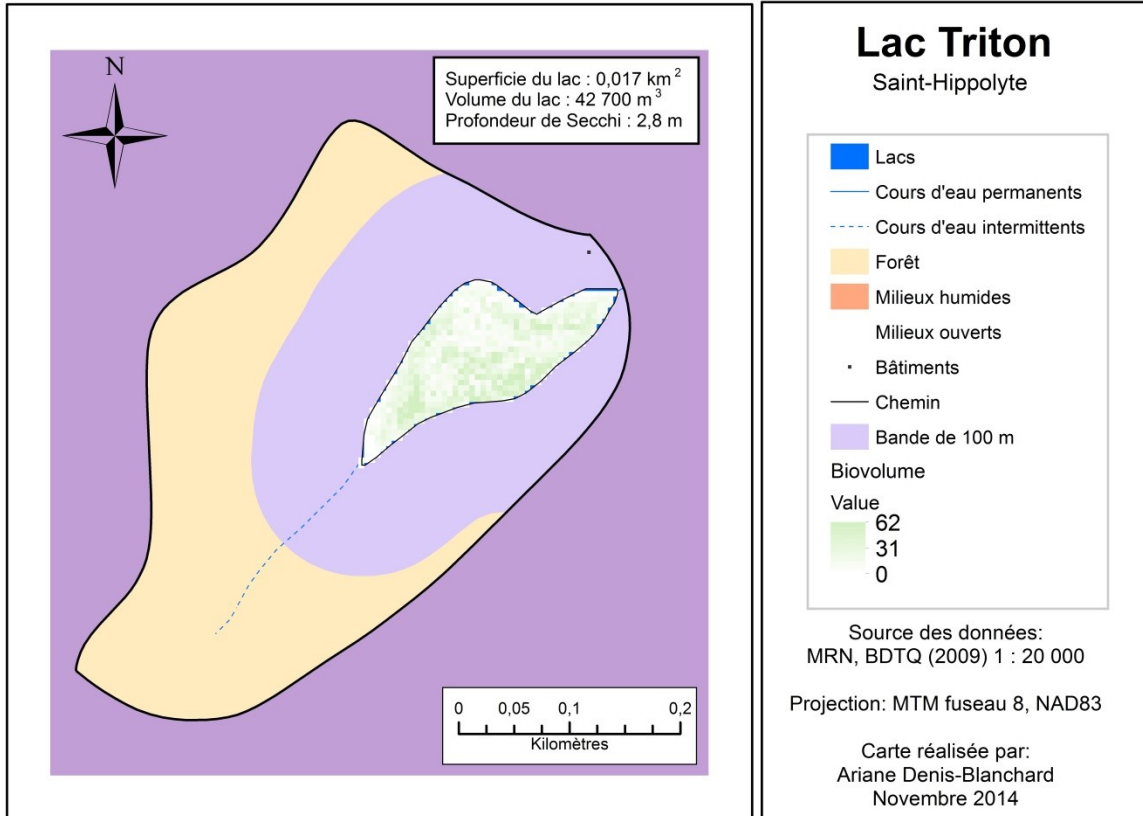 N
Superficie du lac : 0,017 km²
Volume du lac : 42 700 m³
Profondeur de Secchi : 2,8 m
0 0,05 0,1 0,2
Kilomètres
Lac Triton
Saint-Hippolyte
Lacs
Cours d'eau permanents
Cours d'eau intermittents
Forêt
Milieux humides
Milieux ouverts
Bâtiments
Chemin
Bande de 100 m
Biovolume
Value
62
31
0
Source des données:
MRN, BDTQ (2009) 1 : 20 000
Projection: MTM fuseau 8, NAD83
Carte réalisée par:
Ariane Denis-Blanchard
Novembre 2014